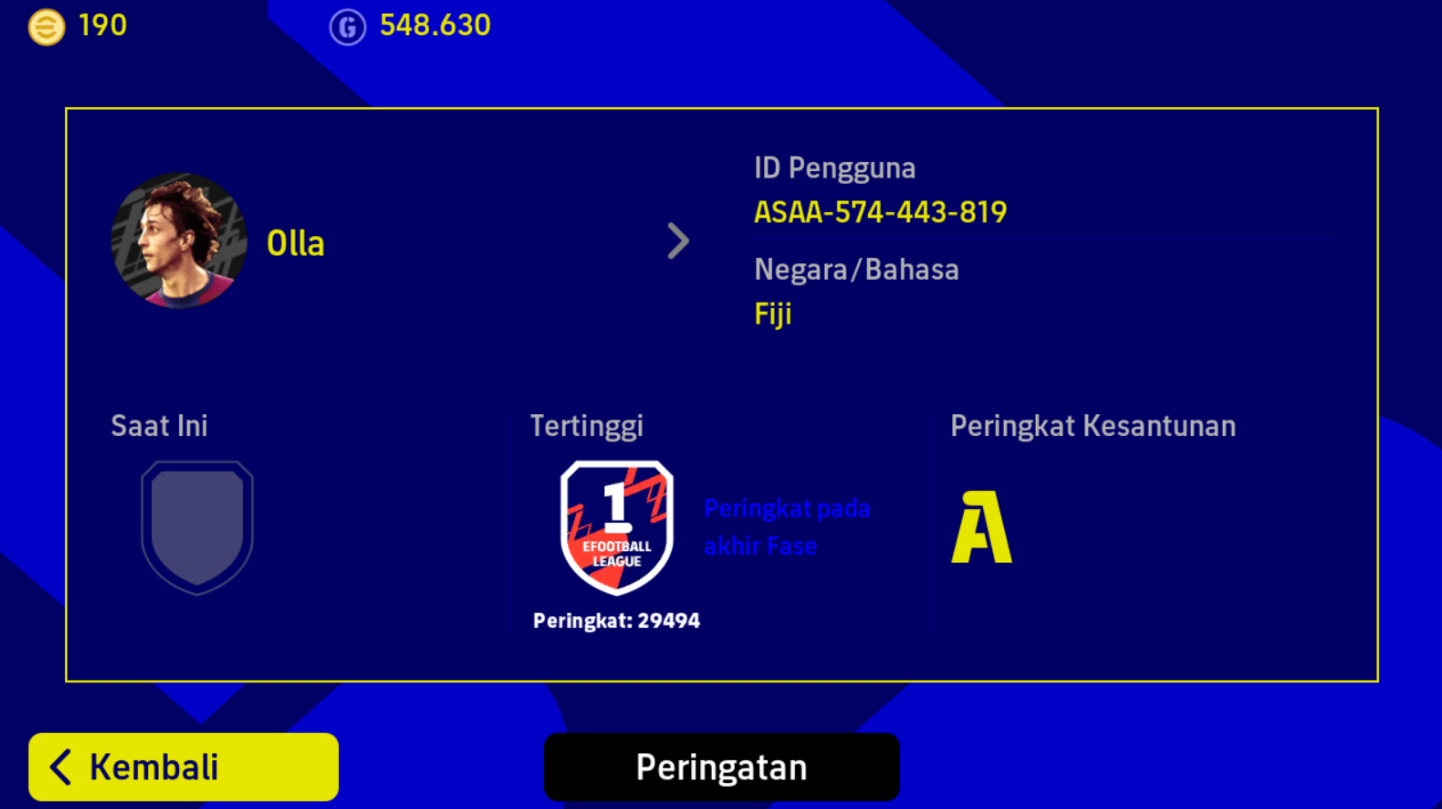 190
548.630
Olla
ID Pengguna
ASAA-574-443-819
Negara/Bahasa
Fiji
Saat Ini
Tertinggi
1
EFOOTBALL
LEAGUE
Peringkat pada
akhir Fase
Peringkat: 29494
Peringkat Kesantunan
A
Kembali
Peringatan